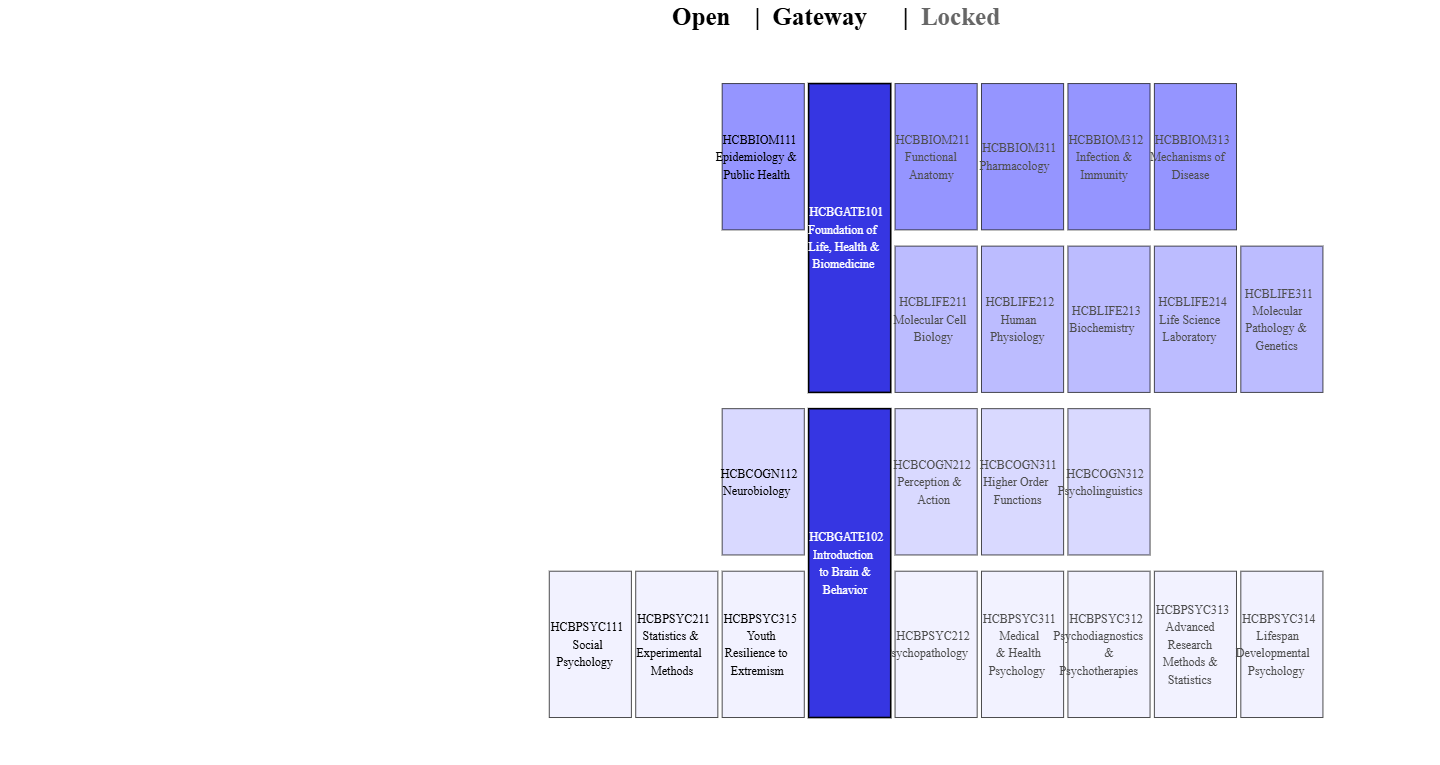 Open | Gateway | Locked
HCBBIOM111
Epidemiology &
Public Health
HCBGATE101
Foundation of
Life, Health &
Biomedicine
HCBBIOM211
Functional
Anatomy
HCBBIOM311
Pharmacology
HCBBIOM312
Infection &
Immunity
HCBBIOM313
Mechanisms of
Disease
HCBLIFE211
Molecular Cell
Biology
HCBLIFE212
Human
Physiology
HCBLIFE213
Biochemistry
HCBLIFE214
Life Science
Laboratory
HCBLIFE311
Molecular
Pathology &
Genetics
HCBCOGN112
Neurobiology
HCBGATE102
Introduction
to Brain &
Behavior
HCBCOGN212
Perception &
Action
HCBCOGN311
Higher Order
Functions
HCBCOGN312
Psycholinguistics
HCBPSYC111
Social
Psychology
HCBPSYC211
Statistics &
Experimental
Methods
HCBPSYC315
Youth
Resilience to
Extremism
HCBPSYC212
sychopathology
HCBPSYC311
Medical
& Health
Psychology
HCBPSYC312
Psychodiagnostics
&
Psychotherapies
HCBPSYC313
Advanced
Research
Methods &
Statistics
HCBPSYC314
Lifespan
Developmental
Psychology